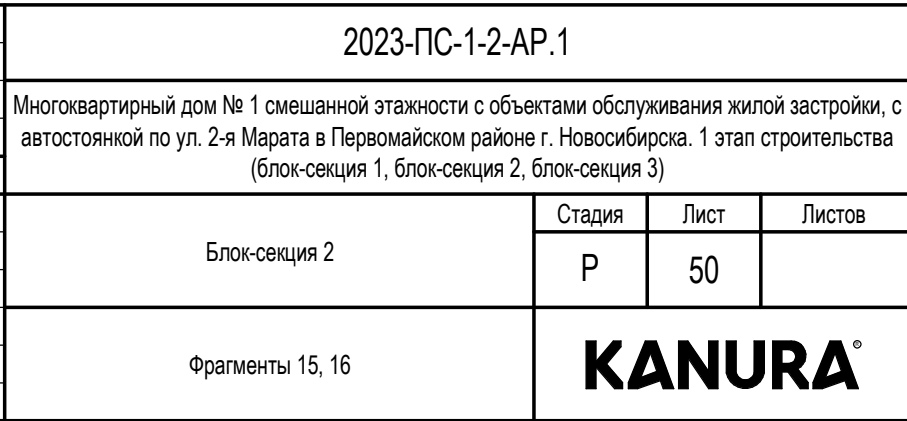 2023-ПС-1-2-АР.1
Многоквартирный дом № 1 смешанной этажности с объектами обслуживания жилой застройки, с
автостоянкой по ул. 2-я Марата в Первомайском районе г. Новосибирска. 1 этап строительства
(блок-секция 1, блок-секция 2, блок-секция 3)
Блок-секция 2
Стадия Лист Листов
Р 50
Фрагменты 15, 16
KANURA®